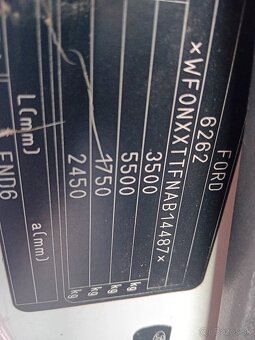 FORD
6262
*WF0NXXTTFNAB14487*
3500 kg
5500 kg
1750 kg
2450 kg
L(mm) a(mm)
END6